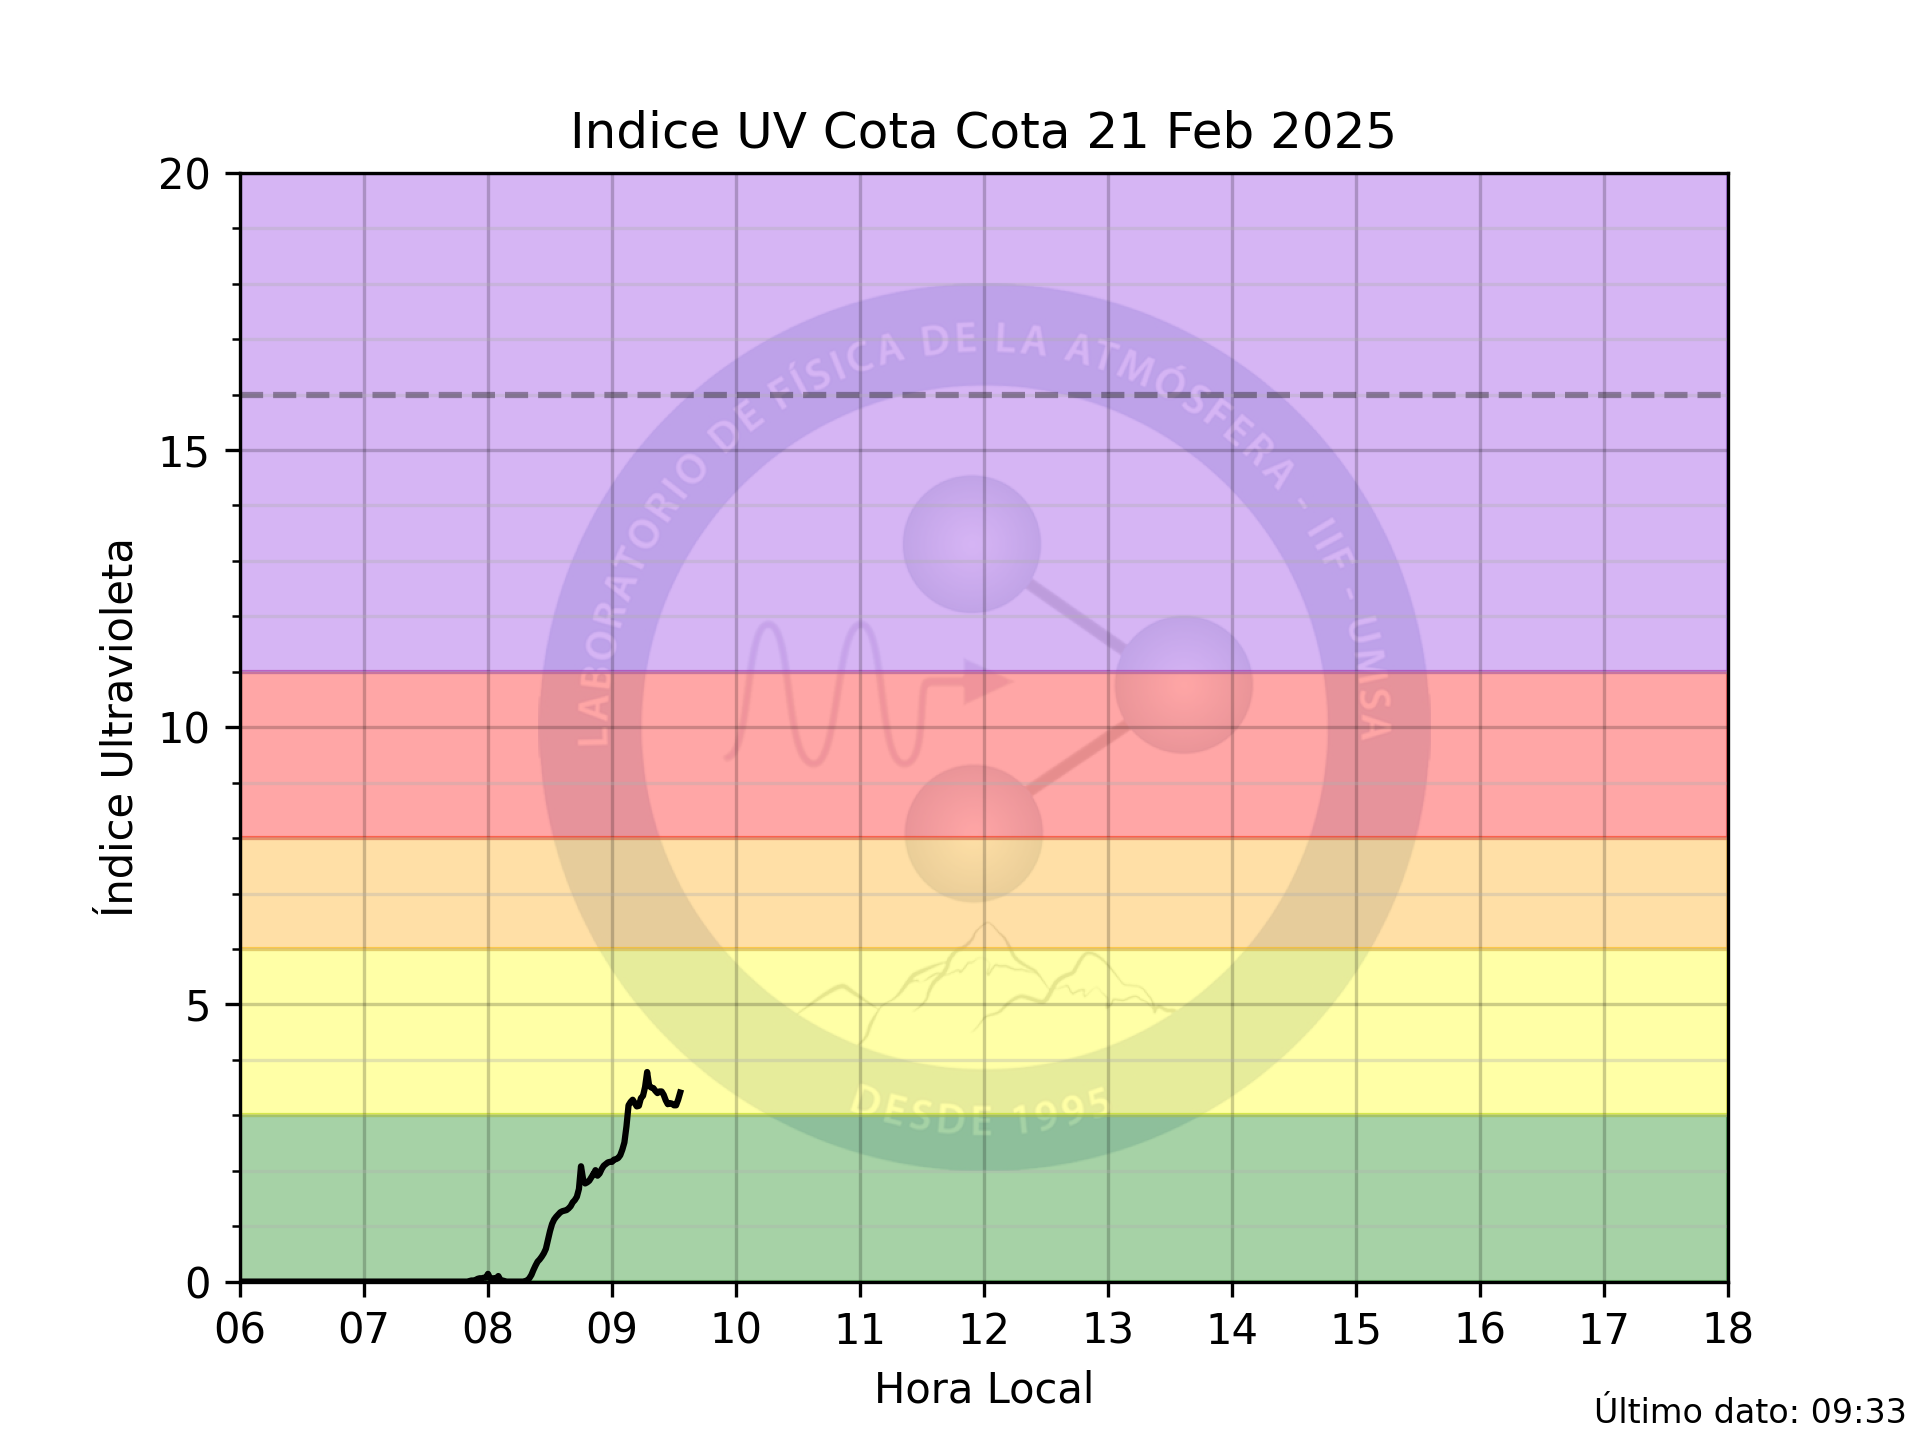 Indice UV Cota Cota 21 Feb 2025
20
15
10
5
0
Índice Ultravioleta
LABORATORIO DE FÍSICA DE LA ATMÓSFERA - IIF - UMSA
DESDE 1995
06 07 08 09 10 11 12 13 14 15 16 17 18
Hora Local
Último dato: 09:33